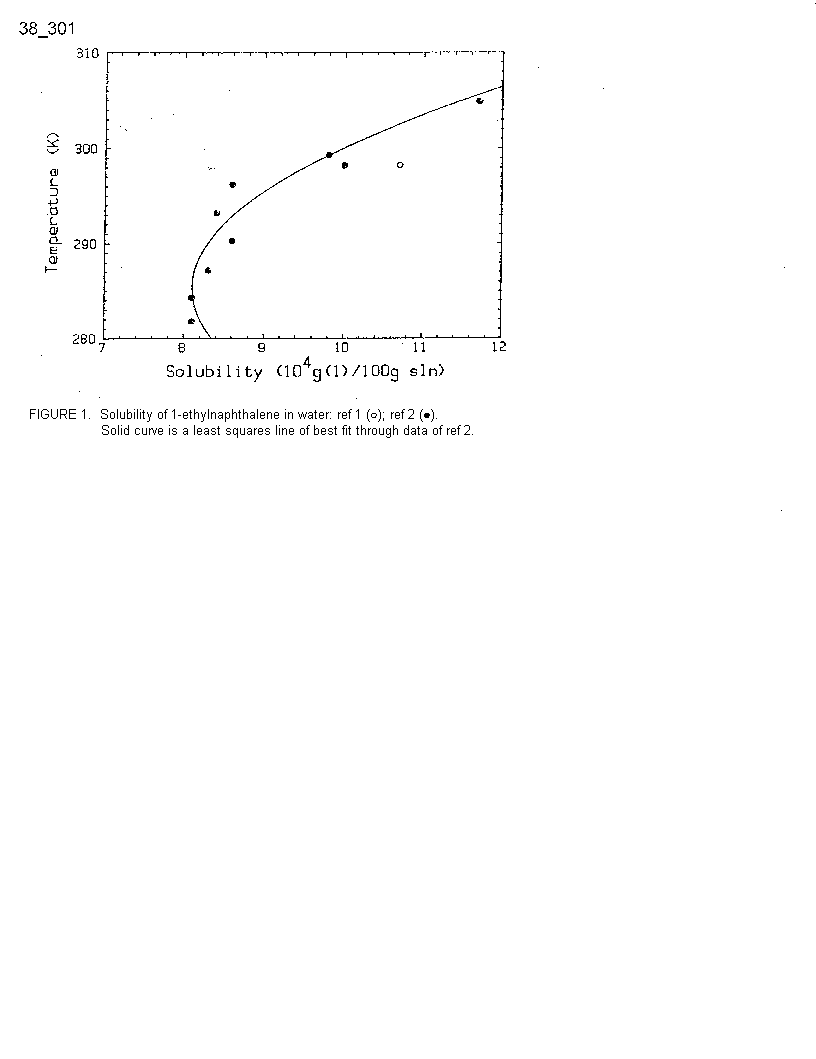 38_301
310
300
290
280
Temperature (K)
7 8 9 10 11 12
Solubility (10^4g(1)/100g sln)
FIGURE 1. Solubility of 1-ethylnaphthalene in water: ref 1 (○); ref 2 (●).
Solid curve is a least squares line of best fit through data of ref 2.